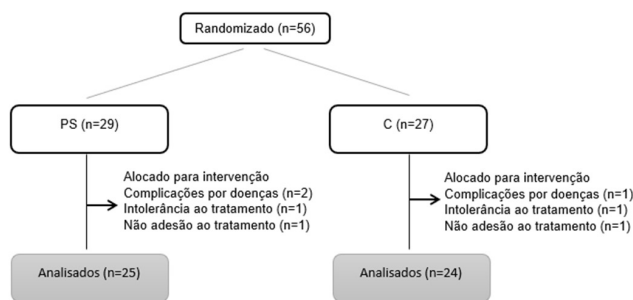 Randomizado (n=56)
PS (n=29)
C (n=27)
Alocado para intervenção
Complicações por doenças (n=2)
Intolerância ao tratamento (n=1)
Não adesão ao tratamento (n=1)
Alocado para intervenção
Complicações por doenças (n=1)
Intolerância ao tratamento (n=1)
Não adesão ao tratamento (n=1)
Analisados (n=25)
Analisados (n=24)